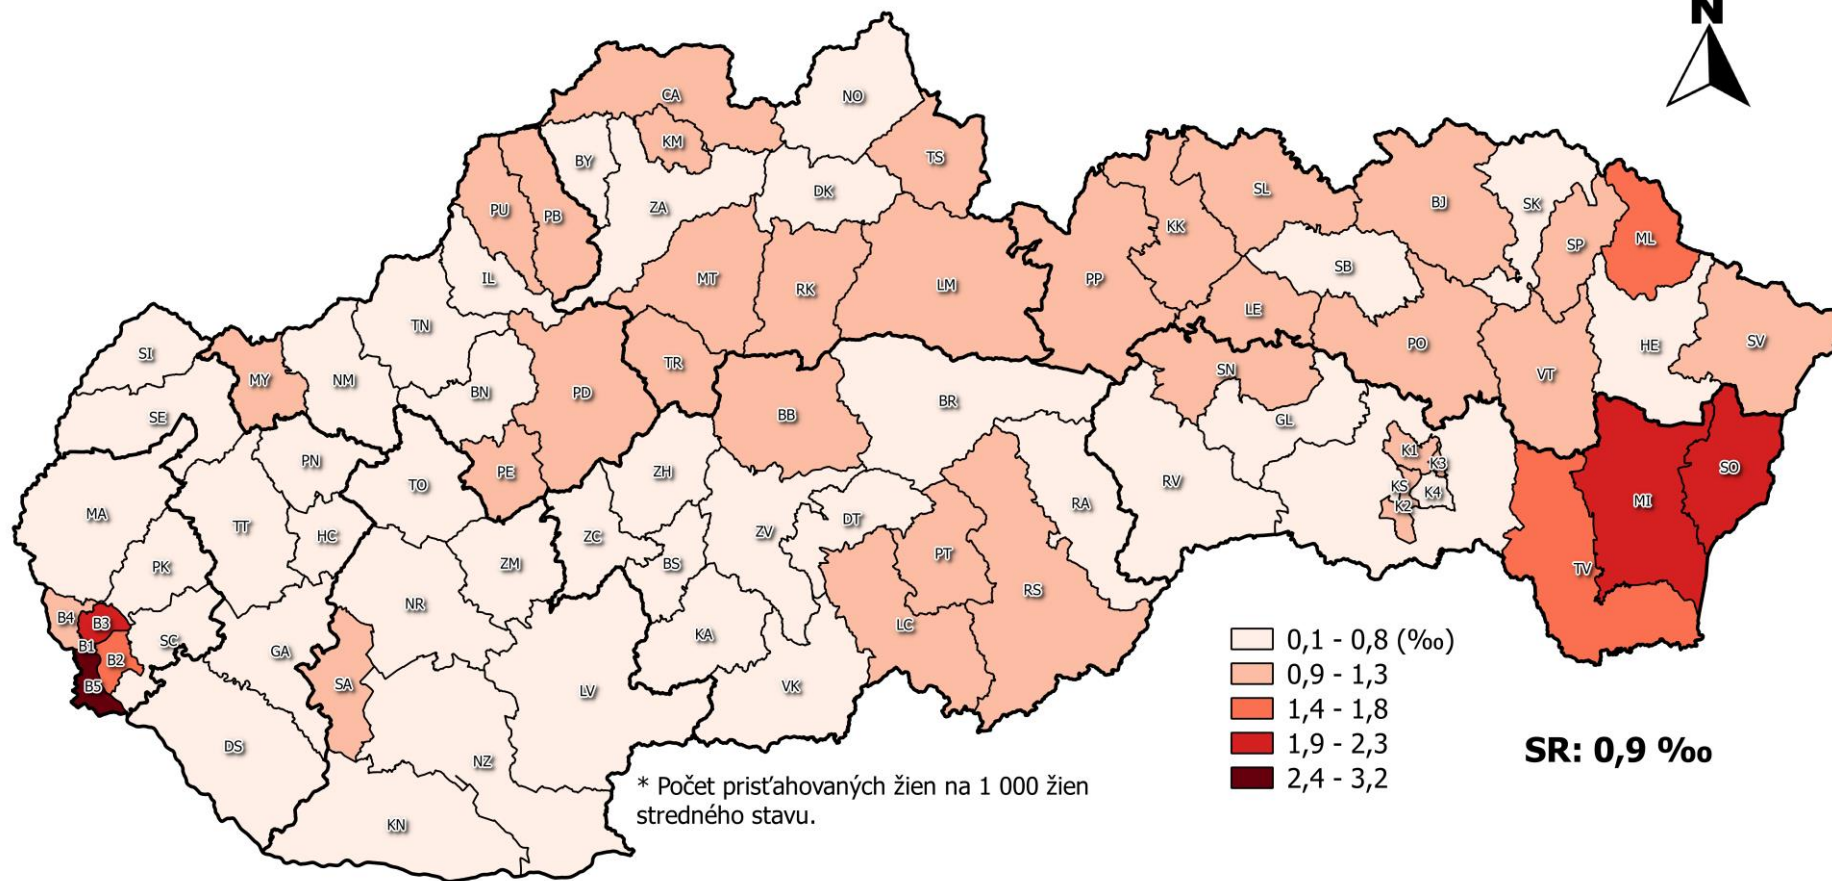 N
CA
NO
KM
BY
TS
DK
ZA
PU
PB
SL
BJ
SK
KK
SP
ML
IL
MT
RK
LM
PP
SB
LE
HE
SV
TN
SI
MY
NM
BN
PD
TR
SN
PO
VT
BB
BR
GL
SE
PN
PE
ZH
K1
K3
MA
TT
TO
KS
K4
K2
RV
RA
MI
SO
HC
ZC
ZV
DT
PK
ZM
BS
PT
TV
NR
RS
B4
B3
SC
B1
B2
GA
KA
LC
B5
SA
LV
VK
DS
NZ
KN
0,1 - 0,8 (‰)
0,9 - 1,3
1,4 - 1,8
1,9 - 2,3
2,4 - 3,2
SR: 0,9 ‰
* Počet prisťahovaných žien na 1 000 žien
stredného stavu.